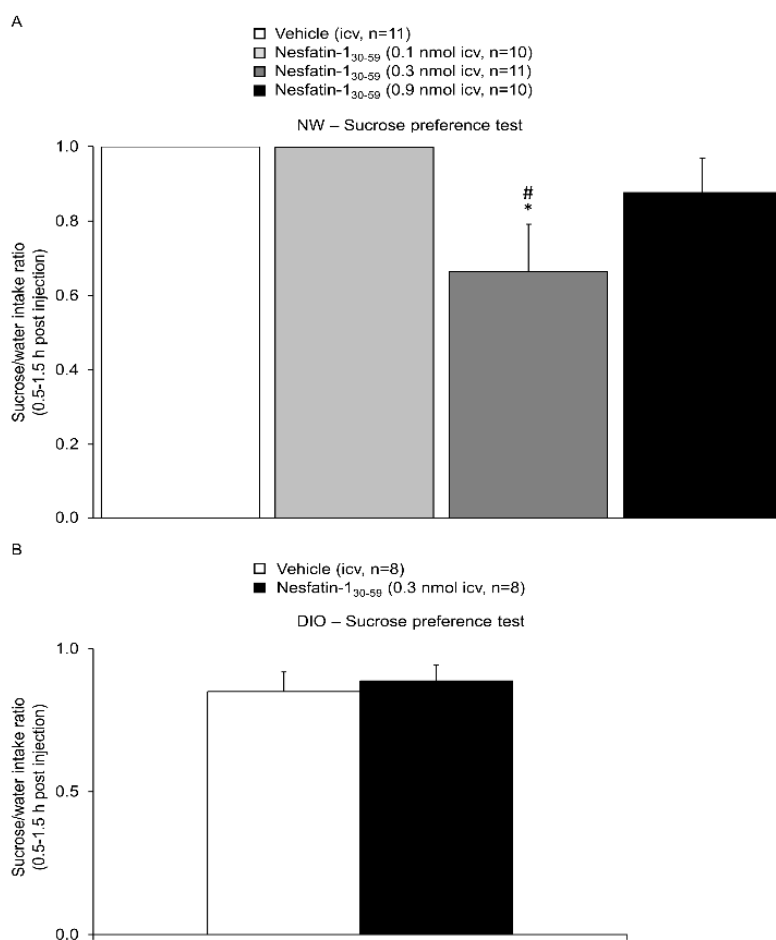 A
Vehicle (icv, n=11)
Nesfatin-1₃₀₋₅₉ (0.1 nmol icv, n=10)
Nesfatin-1₃₀₋₅₉ (0.3 nmol icv, n=11)
Nesfatin-1₃₀₋₅₉ (0.9 nmol icv, n=10)
NW – Sucrose preference test
Sucrose/water intake ratio
(0.5-1.5 h post injection)
1.0
0.8
0.6
0.4
0.2
0.0
#
*
B
Vehicle (icv, n=8)
Nesfatin-1₃₀₋₅₉ (0.3 nmol icv, n=8)
DIO – Sucrose preference test
Sucrose/water intake ratio
(0.5-1.5 h post injection)
1.0
0.5
0.0